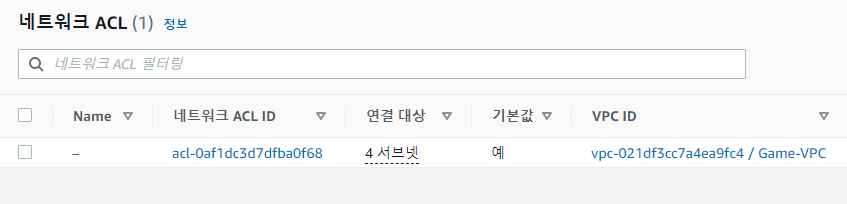 네트워크 ACL (1) 정보
네트워크 ACL 필터링
Name 네트워크 ACL ID 연결 대상 기본값 VPC ID
– acl-0af1dc3d7dfba0f68 4 서브넷 예 vpc-021df3cc7a4ea9fc4 / Game-VPC